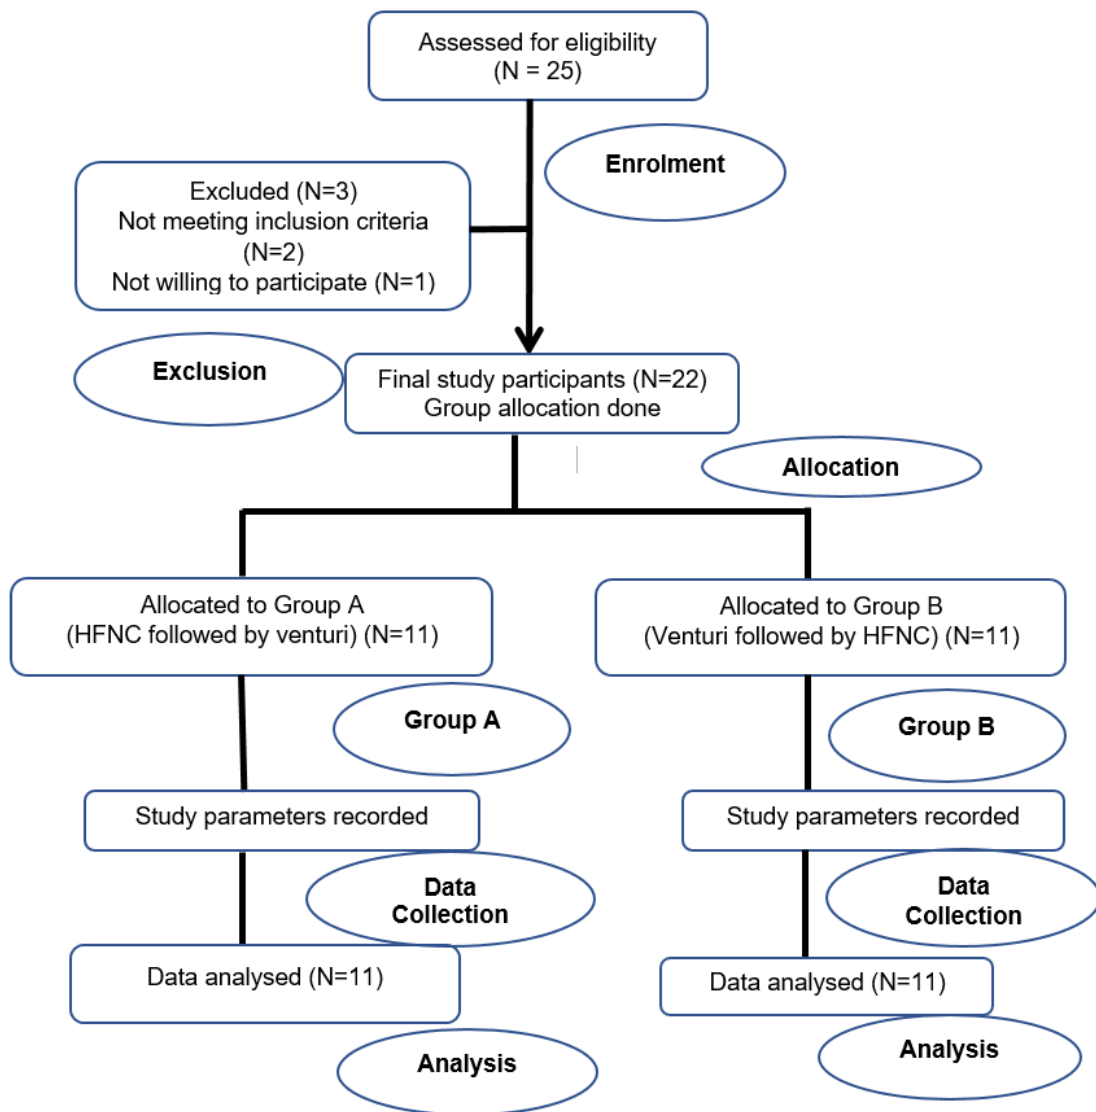 Assessed for eligibility
(N = 25)
Enrolment
Excluded (N=3)
Not meeting inclusion criteria
(N=2)
Not willing to participate (N=1)
Exclusion
Final study participants (N=22)
Group allocation done
Allocation
Allocated to Group A
(HFNC followed by venturi) (N=11)
Allocated to Group B
(Venturi followed by HFNC) (N=11)
Group A
Group B
Study parameters recorded
Study parameters recorded
Data
Collection
Data
Collection
Data analysed (N=11)
Data analysed (N=11)
Analysis
Analysis